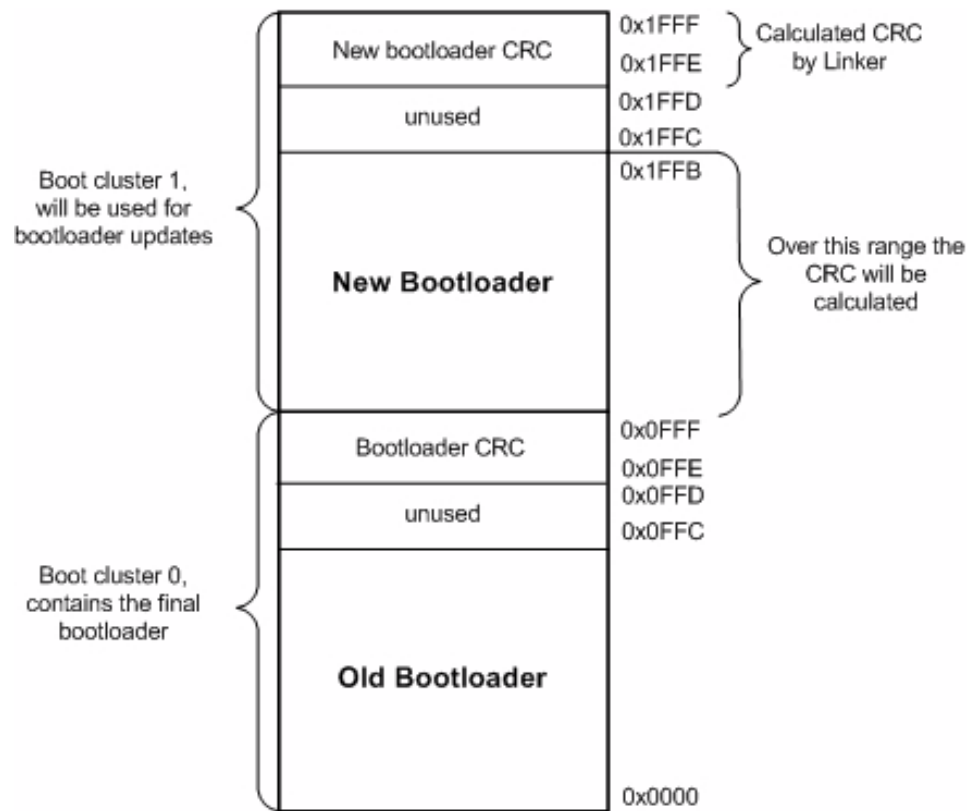 New bootloader CRC
0x1FFF
0x1FFE
Calculated CRC
by Linker
unused
0x1FFD
0x1FFC
Boot cluster 1,
will be used for
bootloader updates
New Bootloader
0x1FFB
Over this range the
CRC will be
calculated
Bootloader CRC
0x0FFF
0x0FFE
unused
0x0FFD
0x0FFC
Boot cluster 0,
contains the final
bootloader
Old Bootloader
0x0000